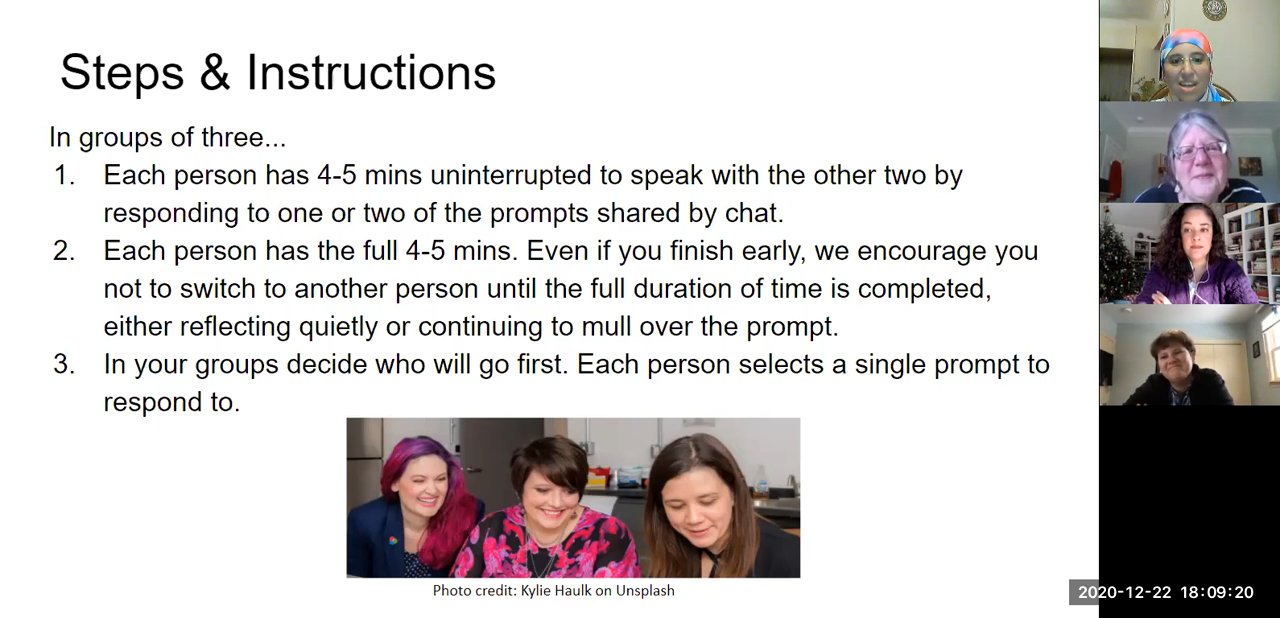 Steps & Instructions
In groups of three...
1. Each person has 4-5 mins uninterrupted to speak with the other two by
responding to one or two of the prompts shared by chat.
2. Each person has the full 4-5 mins. Even if you finish early, we encourage you
not to switch to another person until the full duration of time is completed,
either reflecting quietly or continuing to mull over the prompt.
3. In your groups decide who will go first. Each person selects a single prompt to
respond to.
Photo credit: Kylie Haulk on Unsplash
2020-12-22 18:09:20